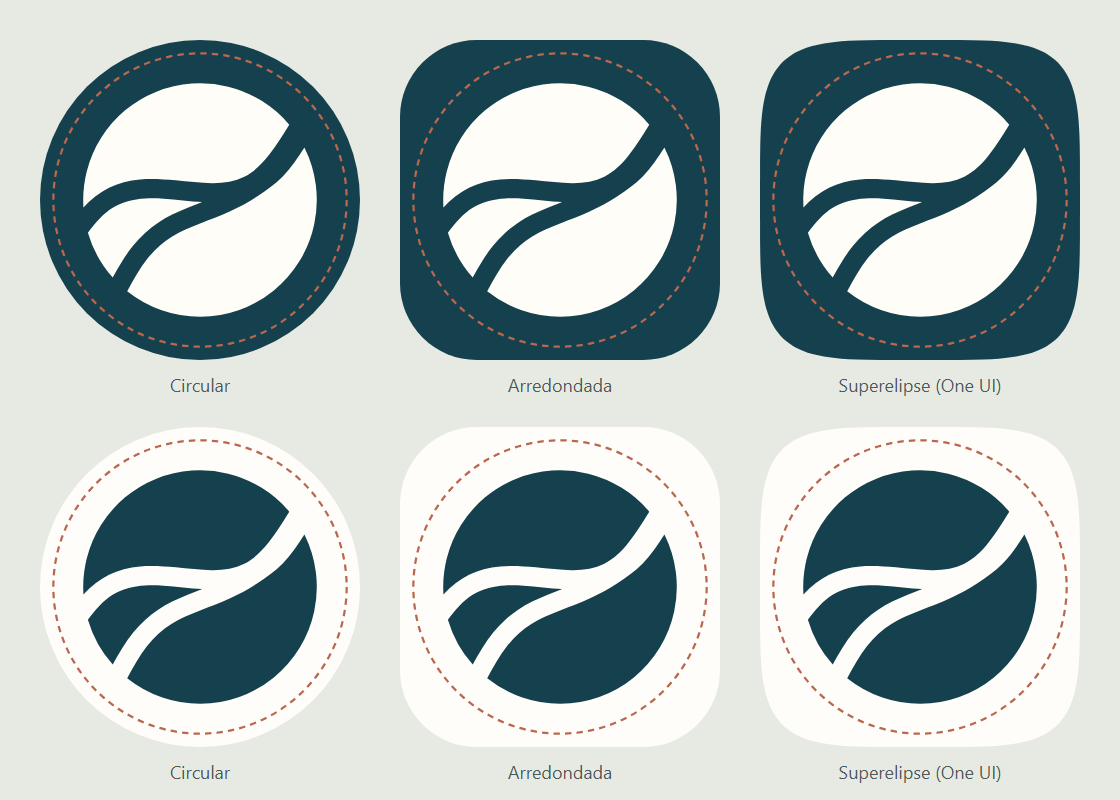 Circular
Arredondada
Superelipse (One UI)
Circular
Arredondada
Superelipse (One UI)